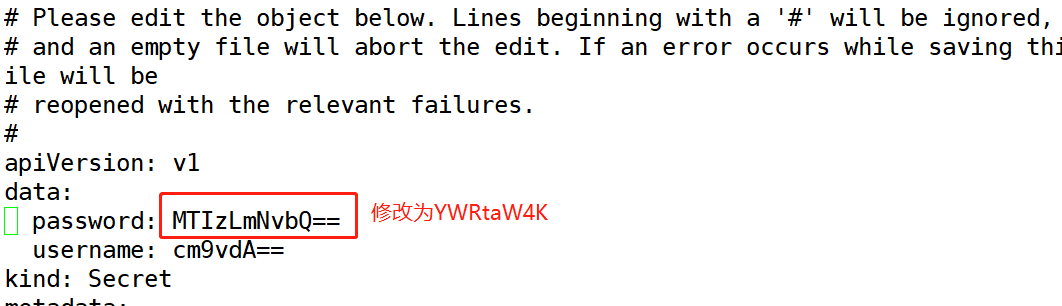 # Please edit the object below. Lines beginning with a '#' will be ignored,
# and an empty file will abort the edit. If an error occurs while saving thi
ile will be
# reopened with the relevant failures.
#
apiVersion: v1
data:
password: MTIzLmNvbQ== 修改为YWRtaW4K
username: cm9vdA==
kind: Secret
metadata: